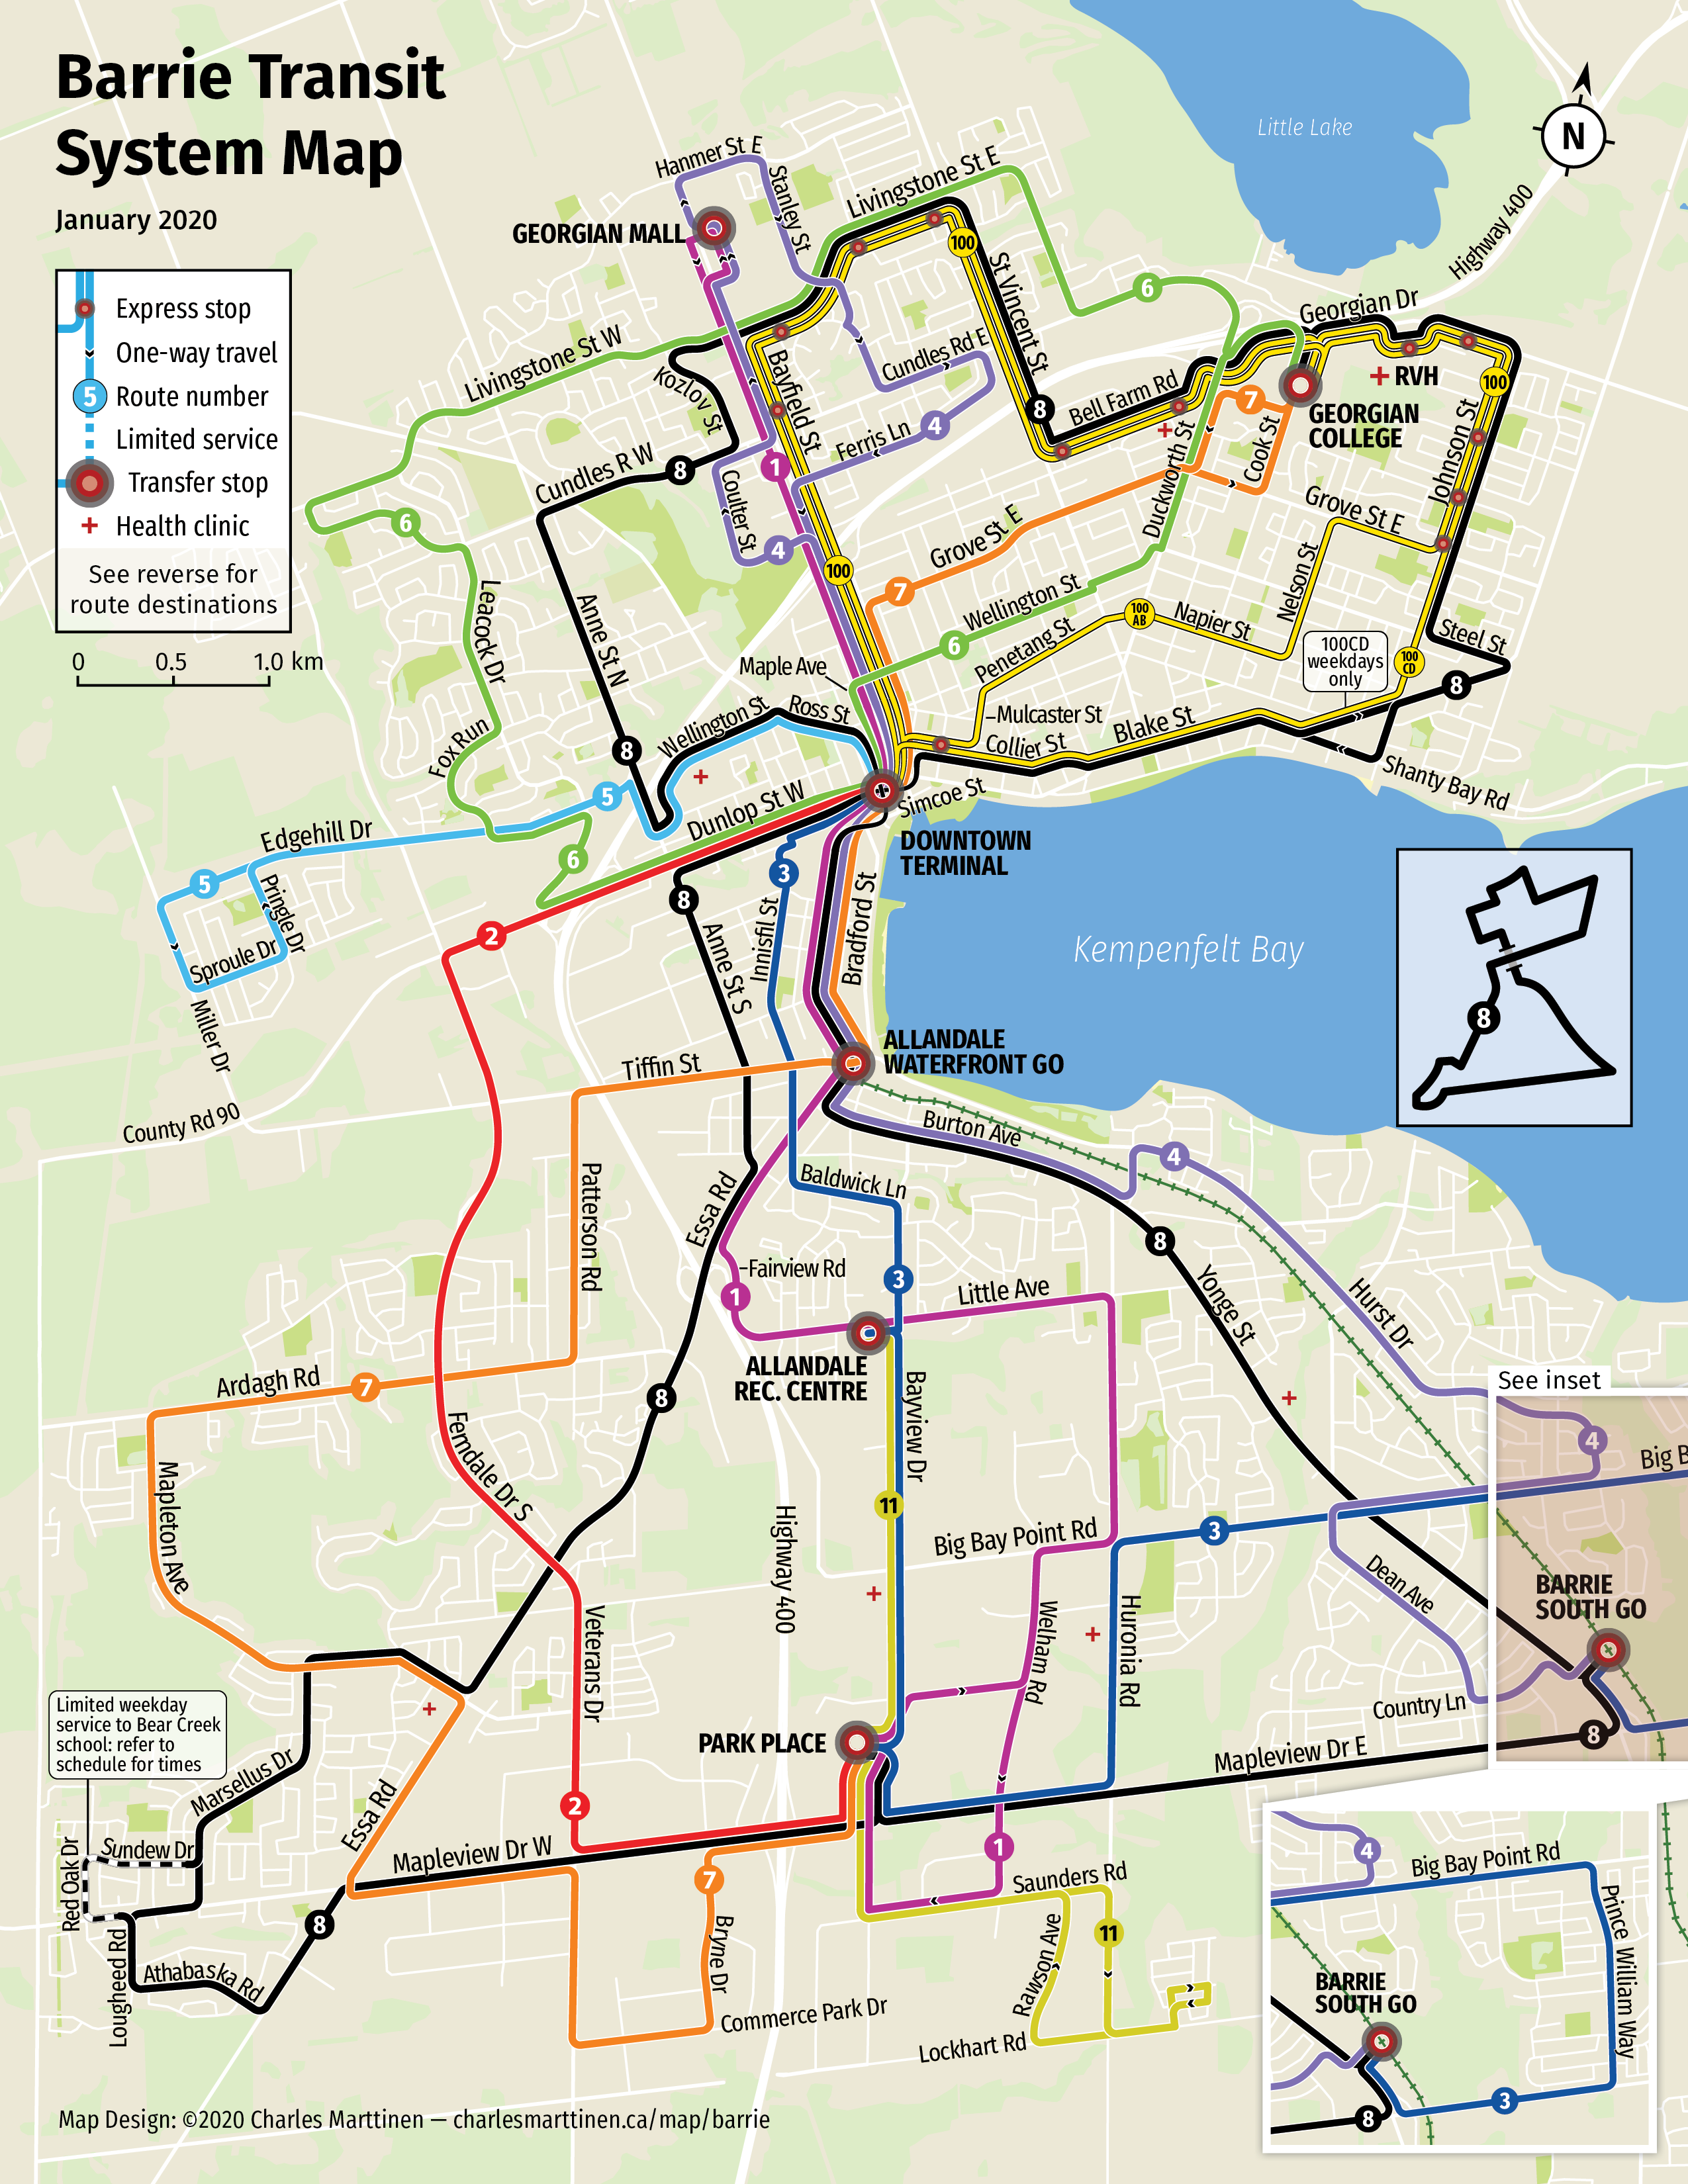 Barrie Transit
System Map
January 2020
Express stop
One-way travel
5
Route number
Limited service
Transfer stop
Health clinic
See reverse for
route destinations
0
0.5
1.0 km
Little Lake
N
Highway 400
Hanmer St E
Stanley St
GEORGIAN MALL
Livingstone St E
100
St Vincent St
6
Georgian Dr
Livingstone St W
Kozlov St
Bayfield St
Cundles Rd E
8
Bell Farm Rd
7
RVH
GEORGIAN
COLLEGE
100
Cundles R W
8
1
Ferris Ln
4
Coulter St
4
Duckworth St
Cook St
Johnson St
Grove St E
6
100
Grove St E
7
Nelson St
Leacock Dr
Anne St N
Wellington St
6
Penetang St
100
AB
Napier St
100CD
weekdays
only
100
CD
Steel St
8
Maple Ave
Mulcaster St
Collier St
Blake St
Shanty Bay Rd
Fox Run
8
Wellington St
Ross St
5
Dunlop St W
Simcoe St
DOWNTOWN
TERMINAL
Edgehill Dr
6
5
Pringle Dr
Sproule Dr
Miller Dr
2
8
3
Anne St S
Innisfil St
Bradford St
Kempenfelt Bay
8
ALLANDALE
WATERFRONT GO
Tiffin St
County Rd 90
Burton Ave
4
Patterson Rd
Essa Rd
Baldwick Ln
8
Fairview Rd
1
3
Little Ave
Yonge St
Hurst Dr
Ardagh Rd
7
ALLANDALE
REC. CENTRE
8
Bayview Dr
See inset
4
Big B
Mapleton Ave
Ferndale Dr S
Highway 400
11
Big Bay Point Rd
3
Dean Ave
BARRIE
SOUTH GO
Veterans Dr
Welham Rd
Huronia Rd
Country Ln
8
Limited weekday
service to Bear Creek
school: refer to
schedule for times
PARK PLACE
Mapleview Dr E
Marsellus Dr
Essa Rd
2
1
Sundew Dr
Red Oak Dr
Mapleview Dr W
7
Saunders Rd
4
Big Bay Point Rd
Prince William Way
8
Bryne Dr
11
Rawson Ave
Lougheed Rd
Athabaska Rd
Commerce Park Dr
Lockhart Rd
BARRIE
SOUTH GO
3
8
Map Design: ©2020 Charles Marttinen — charlesmarttinen.ca/map/barrie